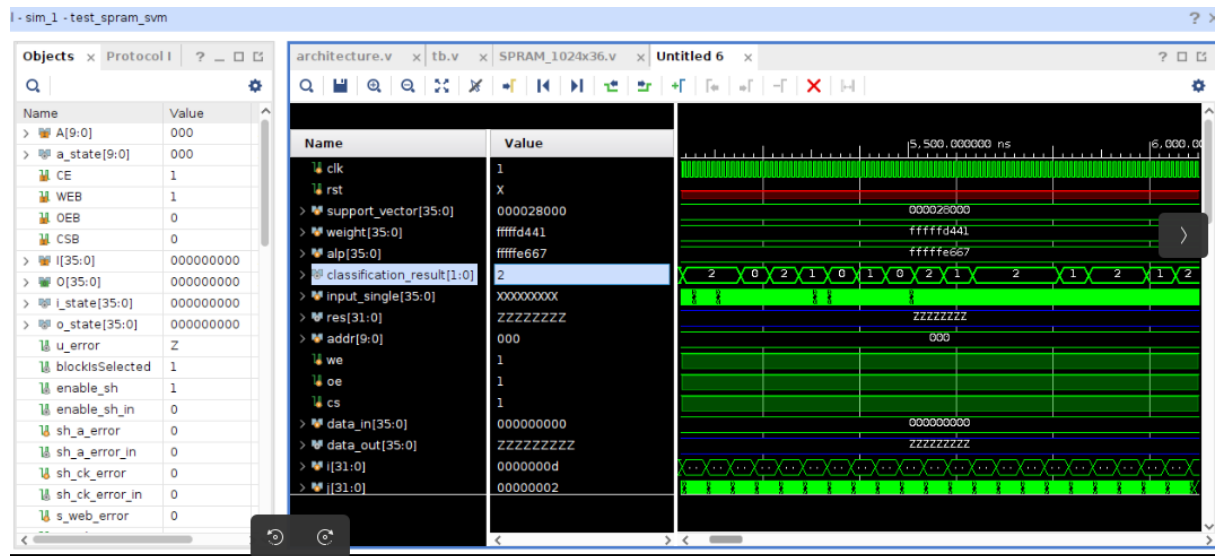 l - sim_1 - test_spram_svm
Objects Protocol I
Name Value
A[9:0] 000
a_state[9:0] 000
CE 1
WEB 1
OEB 0
CSB 0
I[35:0] 000000000
O[35:0] 000000000
i_state[35:0] 000000000
o_state[35:0] 000000000
u_error Z
blockIsSelected 1
enable_sh 1
enable_sh_in 0
sh_a_error 0
sh_a_error_in 0
sh_ck_error 0
sh_ck_error_in 0
s_web_error 0
architecture.v tb.v SPRAM_1024x36.v Untitled 6
Name Value 5,500.000000 ns 6,000.00
clk 1
rst X
support_vector[35:0] 000028000 000028000
weight[35:0] fffffd441 fffffd441
alp[35:0] fffffe667 fffffe667
classification_result[1:0] 2 2 0 2 1 0 1 0 2 1 2 1 2 1 2
input_single[35:0] XXXXXXXXX
res[31:0] ZZZZZZZZ ZZZZZZZZ
addr[9:0] 000 000
we 1
oe 1
cs 1
data_in[35:0] 000000000 000000000
data_out[35:0] ZZZZZZZZZ ZZZZZZZZZ
i[31:0] 0000000d
j[31:0] 00000002